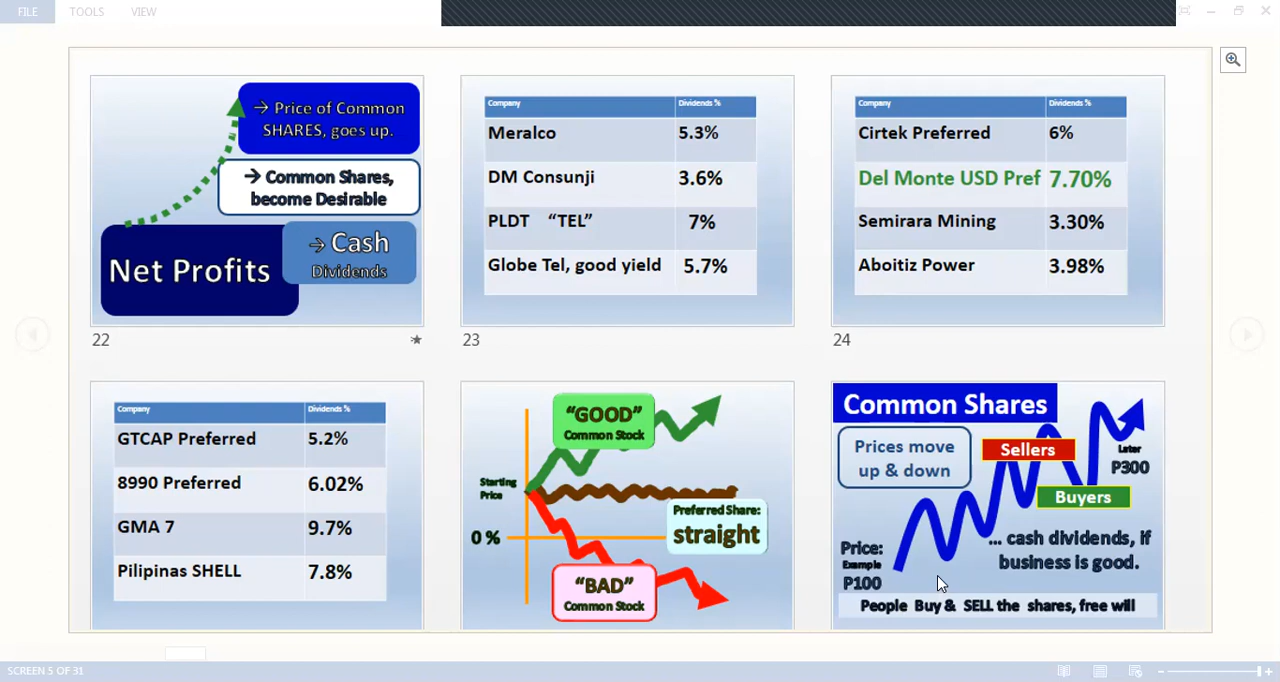 FILE TOOLS VIEW
→ Price of Common
SHARES, goes up.
→ Common Shares,
become Desirable
→ Cash
Dividends
Net Profits
22
Company Dividends %
Meralco 5.3%
DM Consunji 3.6%
PLDT “TEL” 7%
Globe Tel, good yield 5.7%
23
Company Dividends %
Cirtek Preferred 6%
Del Monte USD Pref 7.70%
Semirara Mining 3.30%
Aboitiz Power 3.98%
24
Company Dividends %
GTCAP Preferred 5.2%
8990 Preferred 6.02%
GMA 7 9.7%
Pilipinas SHELL 7.8%
“GOOD”
Common Stock
Starting
Price
Preferred Share:
straight
0 %
“BAD”
Common Stock
Common Shares
Prices move
up & down
Sellers
Later
P300
Buyers
... cash dividends, if
business is good.
Price:
Example
P100
People Buy & SELL the shares, free will
SCREEN 5 OF 31